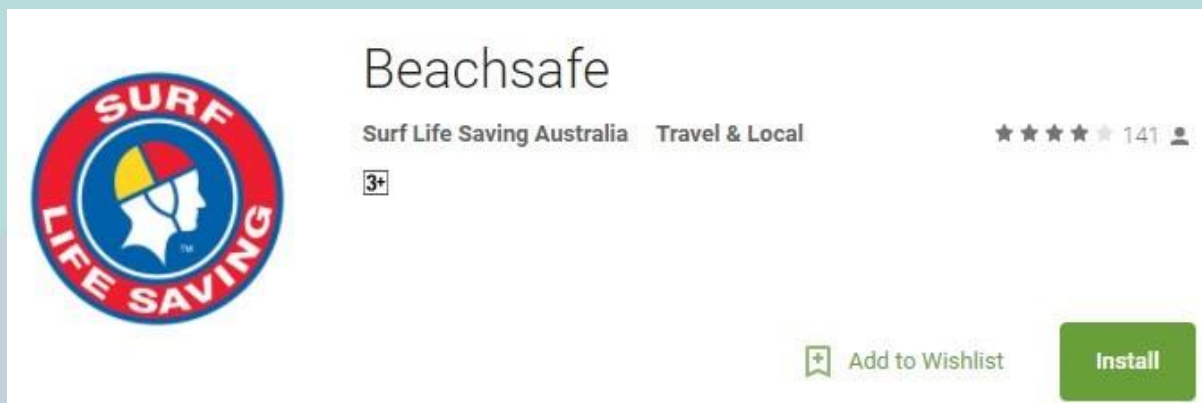 SURF
LIFE SAVING
TM
Beachsafe
Surf Life Saving Australia Travel & Local
141
3+
Add to Wishlist
Install